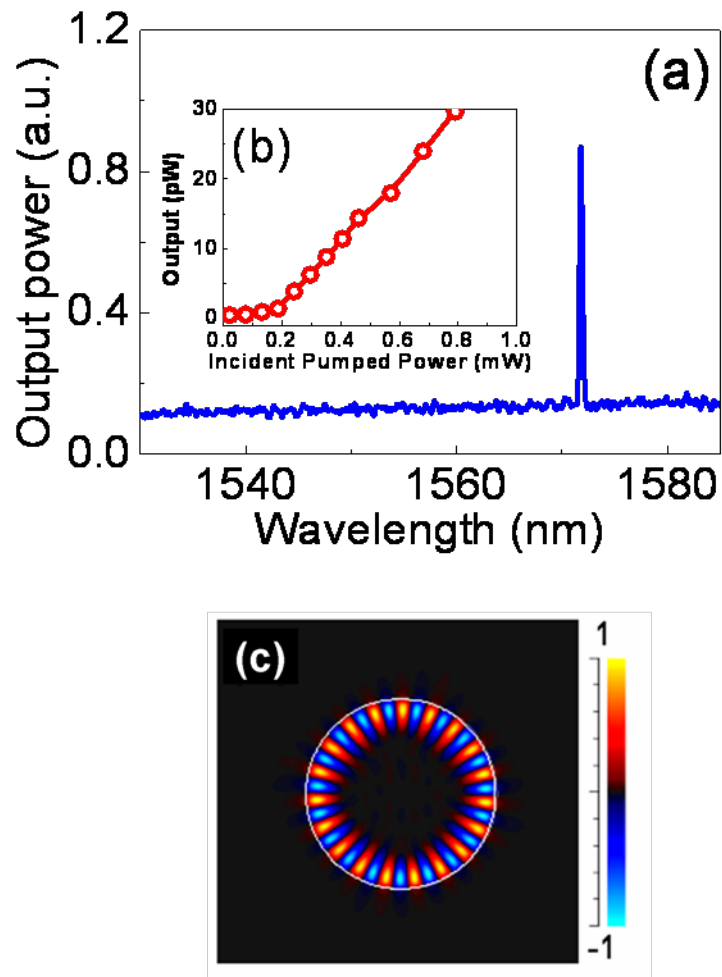 (a)
Output power (a.u.)
1.2
0.8
0.4
0.0
1540 1560 1580
Wavelength (nm)
(b)
Output (pW)
30
20
10
0
0.0 0.2 0.4 0.6 0.8 1.0
Incident Pumped Power (mW)
(c)
1
-1